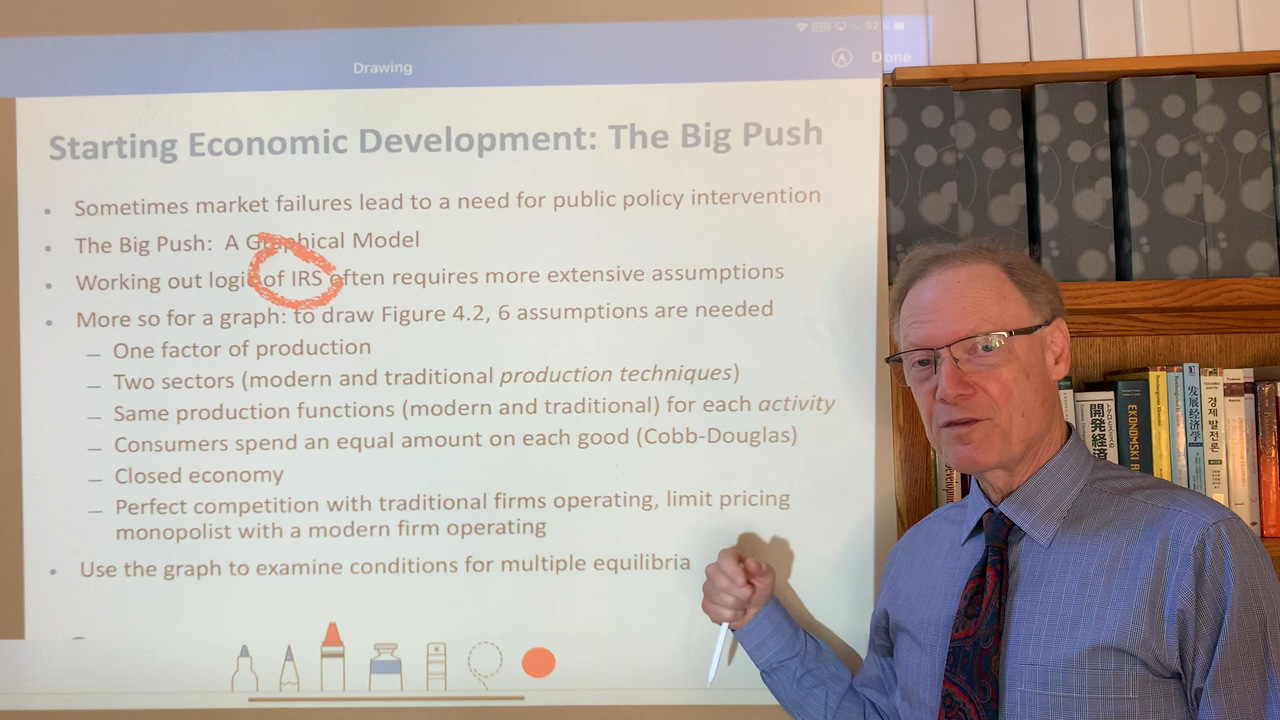 52%
Drawing
Done
Starting Economic Development: The Big Push
• Sometimes market failures lead to a need for public policy intervention
• The Big Push: A Graphical Model
• Working out logic of IRS often requires more extensive assumptions
• More so for a graph: to draw Figure 4.2, 6 assumptions are needed
– One factor of production
– Two sectors (modern and traditional production techniques)
– Same production functions (modern and traditional) for each activity
– Consumers spend an equal amount on each good (Cobb-Douglas)
– Closed economy
– Perfect competition with traditional firms operating, limit pricing
monopolist with a modern firm operating
• Use the graph to examine conditions for multiple equilibria
開発経済
EKONOMSKI
发展经济学
경제발전론